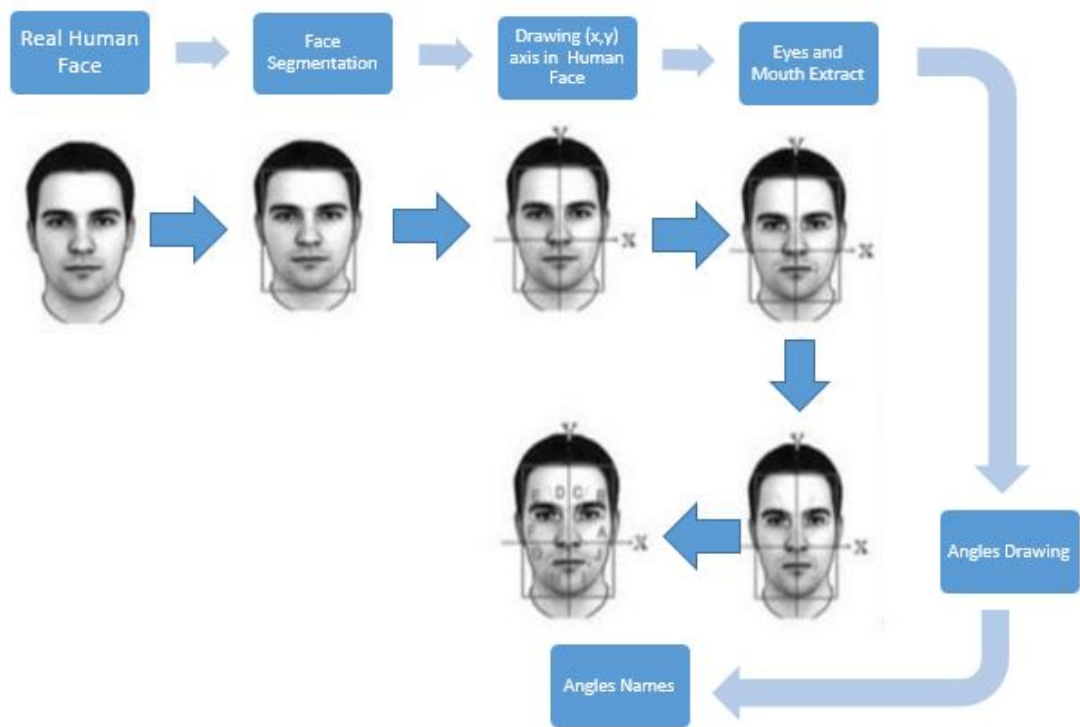 Real Human
Face
Face
Segmentation
Drawing (x,y)
axis in Human
Face
Eyes and
Mouth Extract
Y
X
Y
X
Y
D C B
A
J
X
Y
X
Angles Drawing
Angles Names